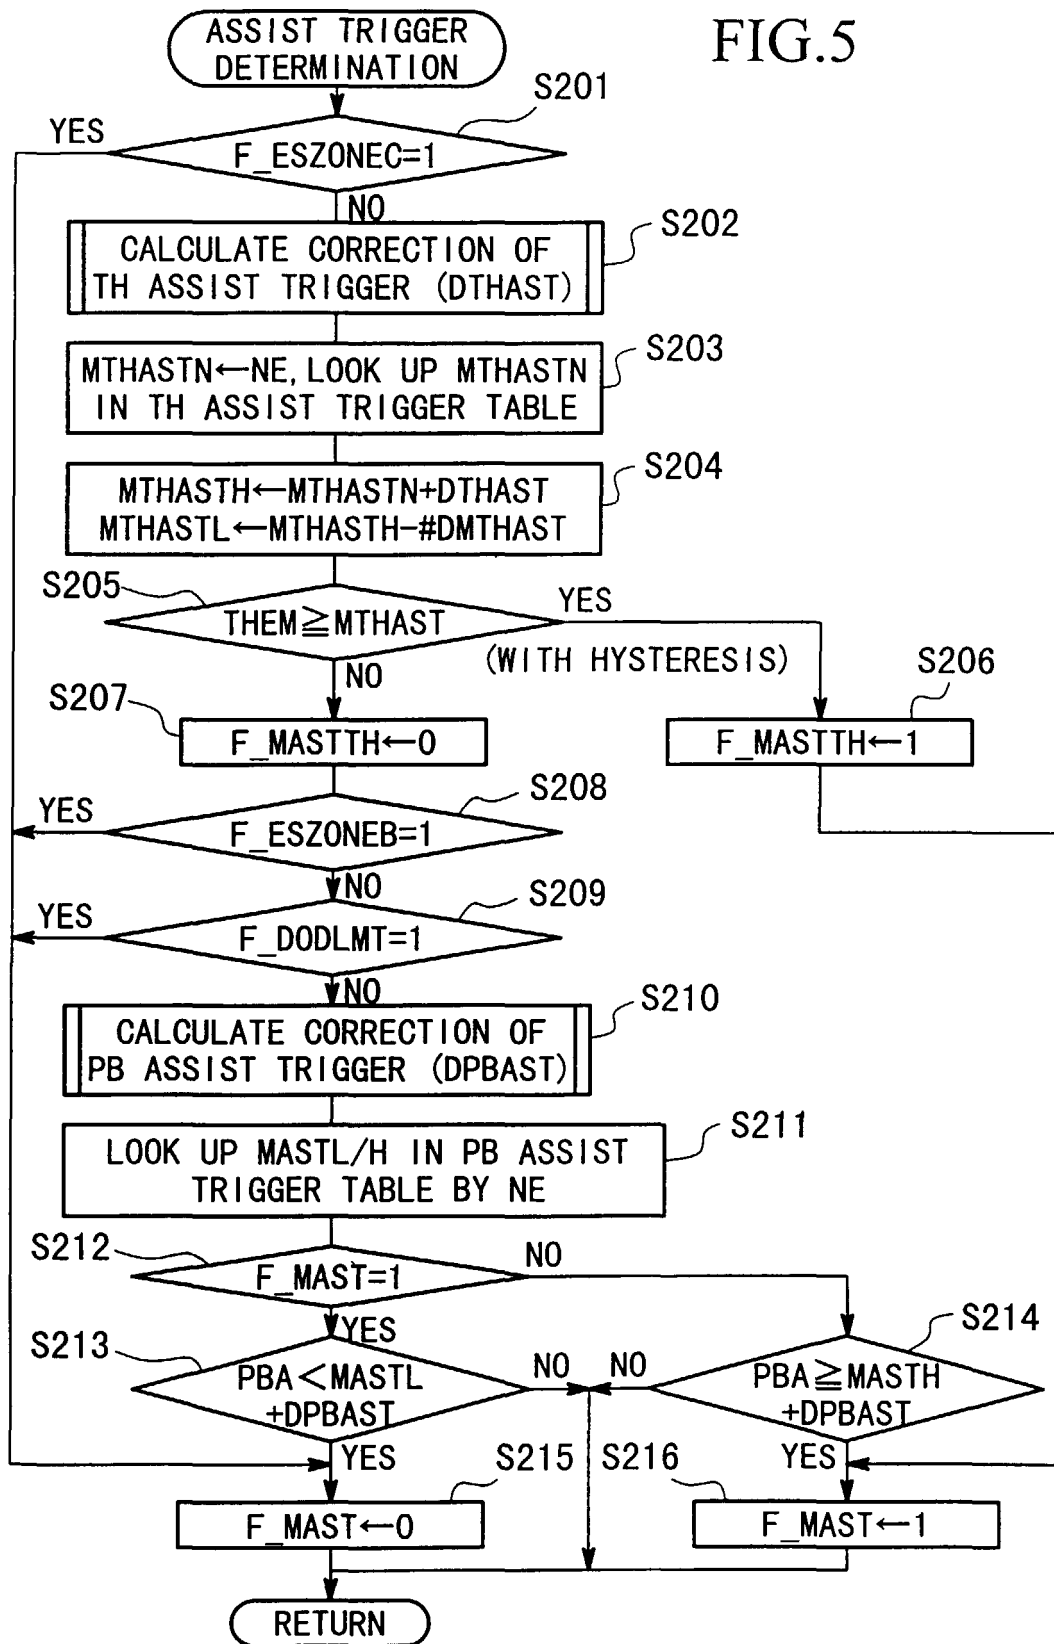 ASSIST TRIGGER
DETERMINATION
FIG.5
S201
YES
F_ESZONEC=1
NO
S202
CALCULATE CORRECTION OF
TH ASSIST TRIGGER (DTHAST)
S203
MTHASTN←NE, LOOK UP MTHASTN
IN TH ASSIST TRIGGER TABLE
S204
MTHASTH←MTHASTN+DTHAST
MTHASTL←MTHASTH-#DMTHAST
S205
THEM≧MTHAST
YES
(WITH HYSTERESIS)
NO
S206
S207
F_MASTTH←0
F_MASTTH←1
S208
YES
F_ESZONEB=1
NO
S209
YES
F_DODLMT=1
NO
S210
CALCULATE CORRECTION OF
PB ASSIST TRIGGER (DPBAST)
S211
LOOK UP MASTL/H IN PB ASSIST
TRIGGER TABLE BY NE
S212
F_MAST=1
NO
YES
S213
PBA<MASTL
+DPBAST
NO
NO
S214
PBA≧MASTH
+DPBAST
YES
YES
S215
S216
F_MAST←0
F_MAST←1
RETURN